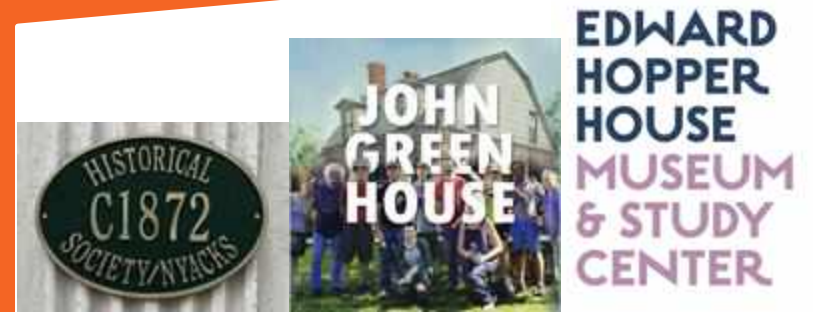 HISTORICAL
C1872
SOCIETY/NYACKS
JOHN
GREEN
HOUSE
EDWARD
HOPPER
HOUSE
MUSEUM
& STUDY
CENTER